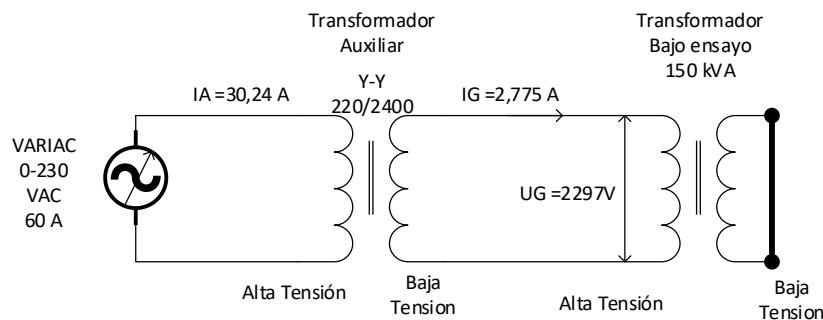 Transformador
Auxiliar
Y-Y
220/2400
Transformador
Bajo ensayo
150 kVA
IA =30,24 A
IG =2,775 A
VARIAC
0-230
VAC
60 A
UG =2297V
Alta Tensión
Baja
Tension
Alta Tensión
Baja
Tension